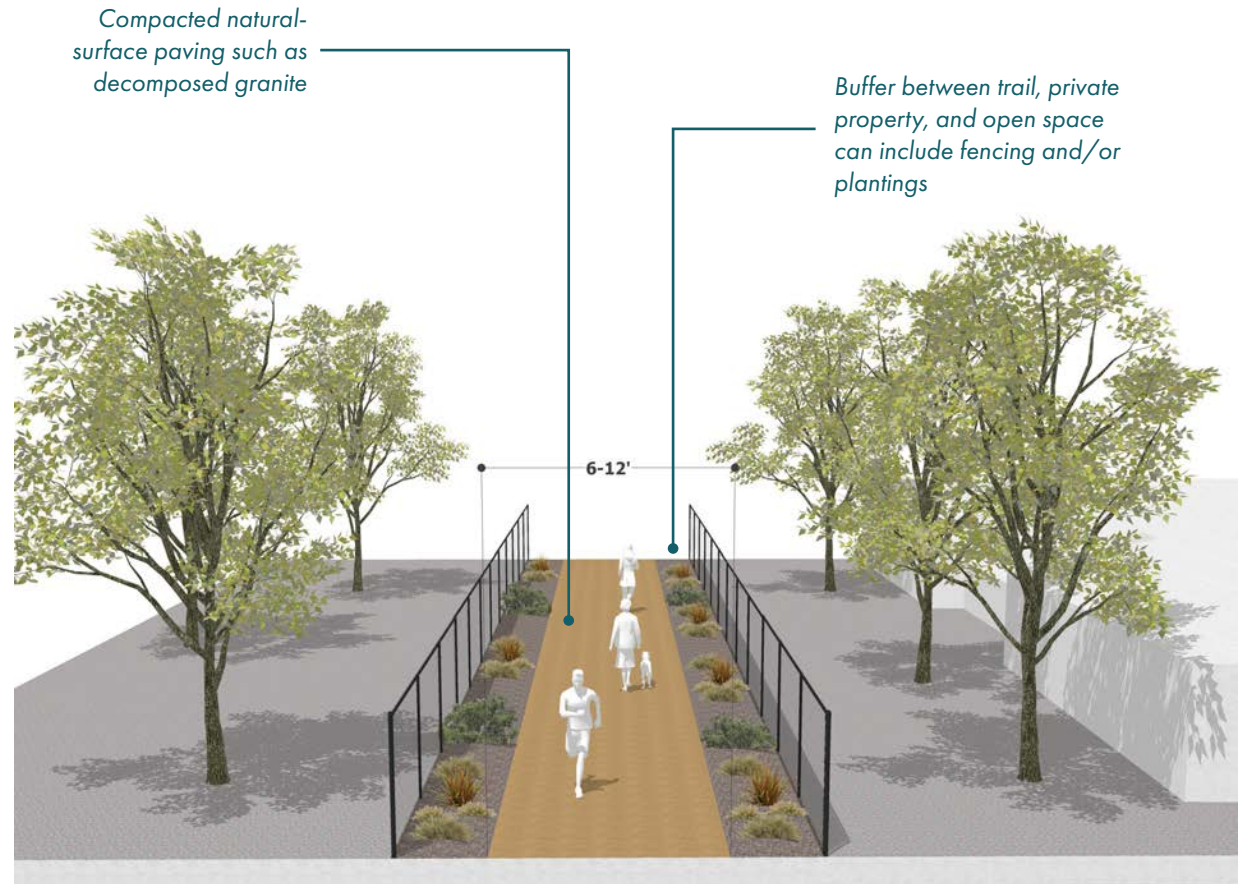 Compacted natural-
surface paving such as
decomposed granite
Buffer between trail, private
property, and open space
can include fencing and/or
plantings
6-12'